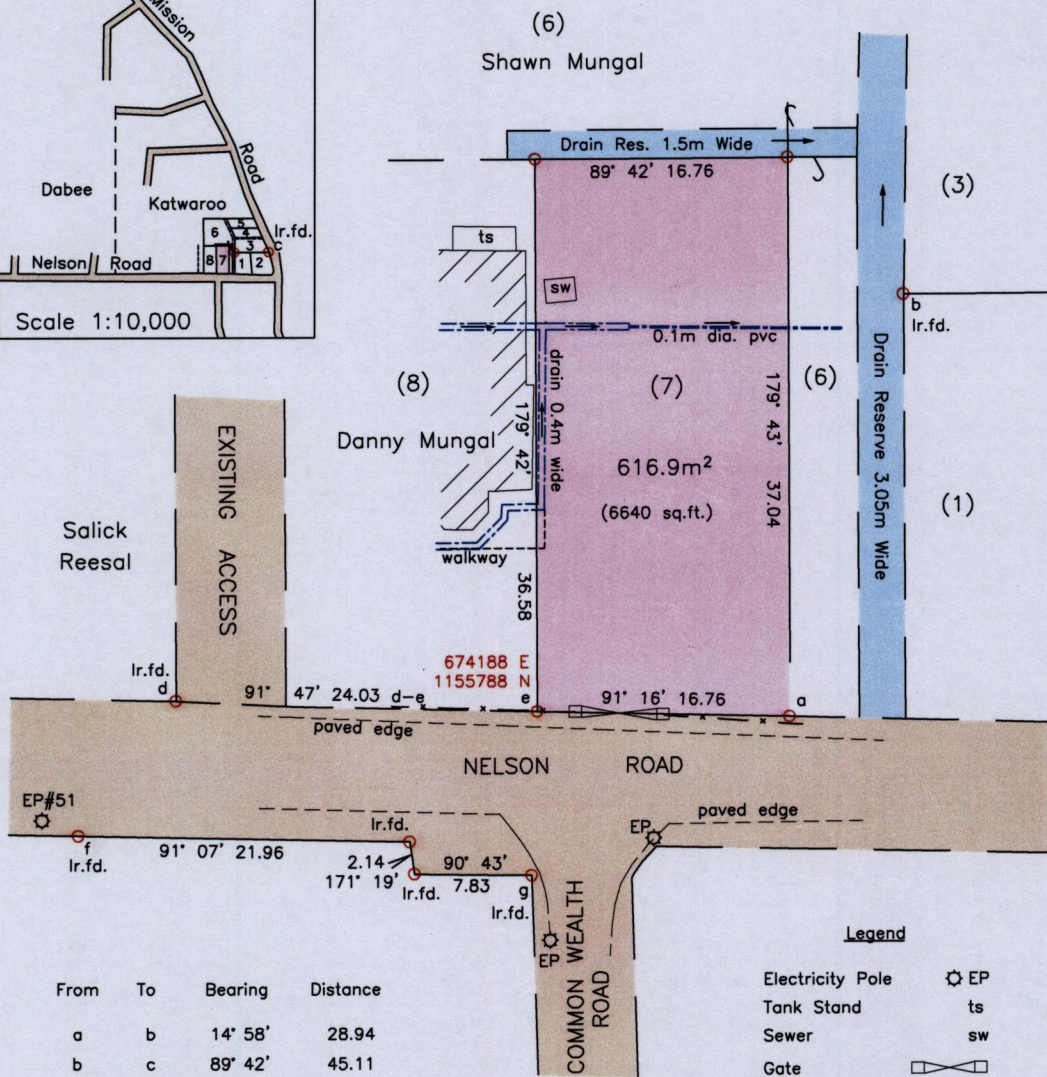 Mission
Road
Dabee
Katwaroo
6
5
4
3
Ir.fd.
c
8
7
1
2
Nelson Road
Scale 1:10,000
(6)
Shawn Mungal
Drain Res. 1.5m Wide
89° 42' 16.76
(3)
ts
sw
b
Ir.fd.
0.1m dia. pvc
(8)
(7)
(6)
drain 0.4m wide
179° 42'
36.58
179° 43' 37.04
Drain Reserve 3.05m Wide
Danny Mungal
616.9m²
(6640 sq.ft.)
(1)
EXISTING ACCESS
Salick
Reesal
walkway
674188 E
1155788 N
Ir.fd.
d
91° 47' 24.03 d-e
e
91° 16' 16.76
a
paved edge
NELSON ROAD
EP#51
paved edge
EP
Ir.fd.
f
Ir.fd.
91° 07' 21.96
2.14
171° 19'
90° 43'
7.83
Ir.fd.
g
Ir.fd.
EP
COMMON WEALTH
ROAD
Legend
Electricity Pole EP
Tank Stand ts
Sewer sw
Gate
From To Bearing Distance
a b 14° 58' 28.94
b c 89° 42' 45.11